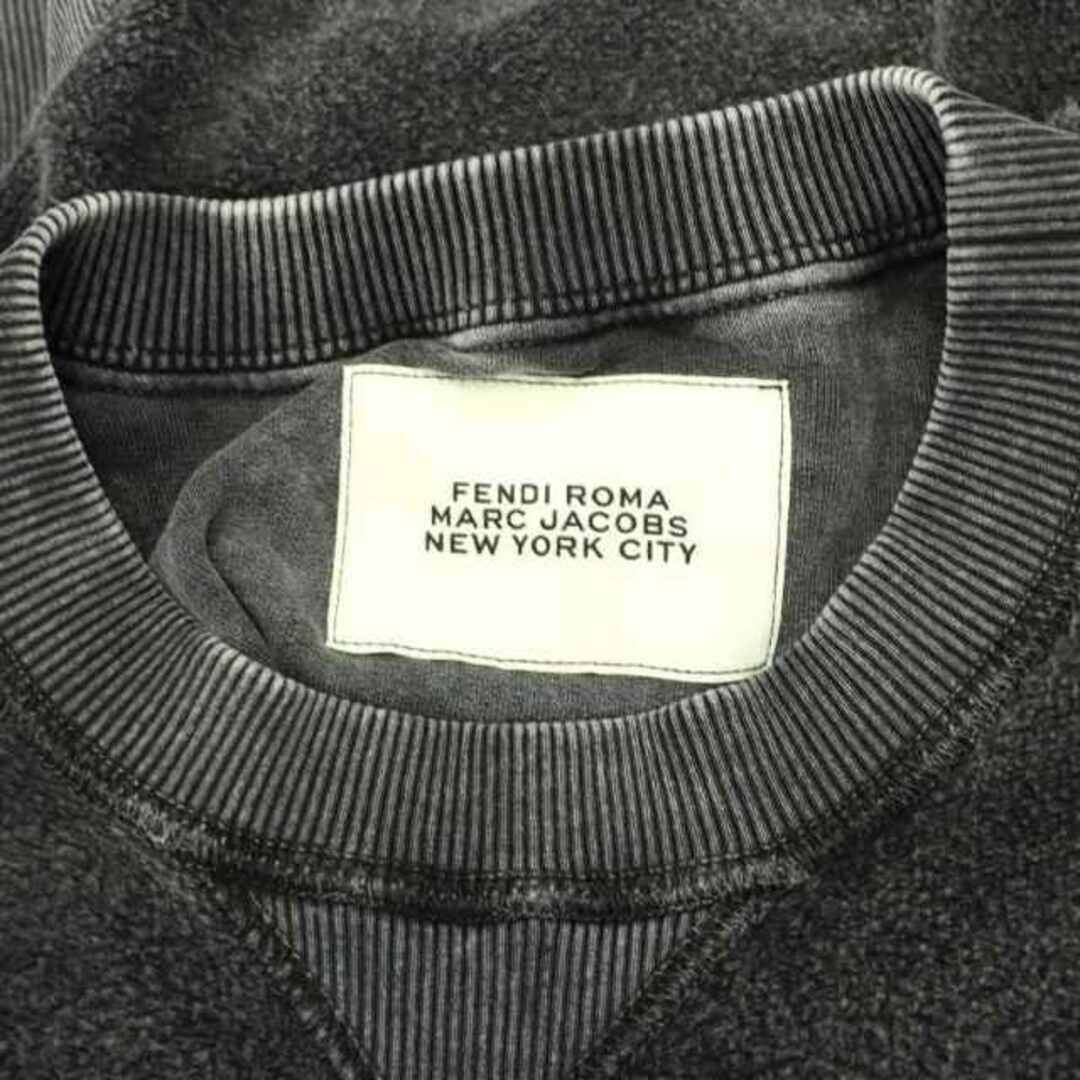 FENDI ROMA
MARC JACOBS
NEW YORK CITY